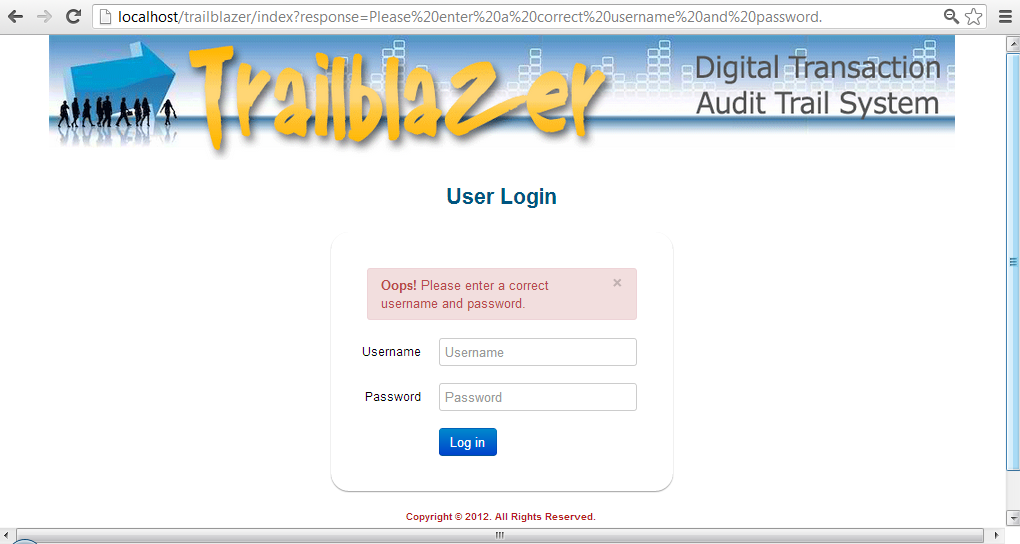 localhost/trailblazer/index?response=Please%20enter%20a%20correct%20username%20and%20password.
Trailblazer
Digital Transaction
Audit Trail System
User Login
Oops! Please enter a correct ×
username and password.
Username Username
Password Password
Log in
Copyright © 2012. All Rights Reserved.